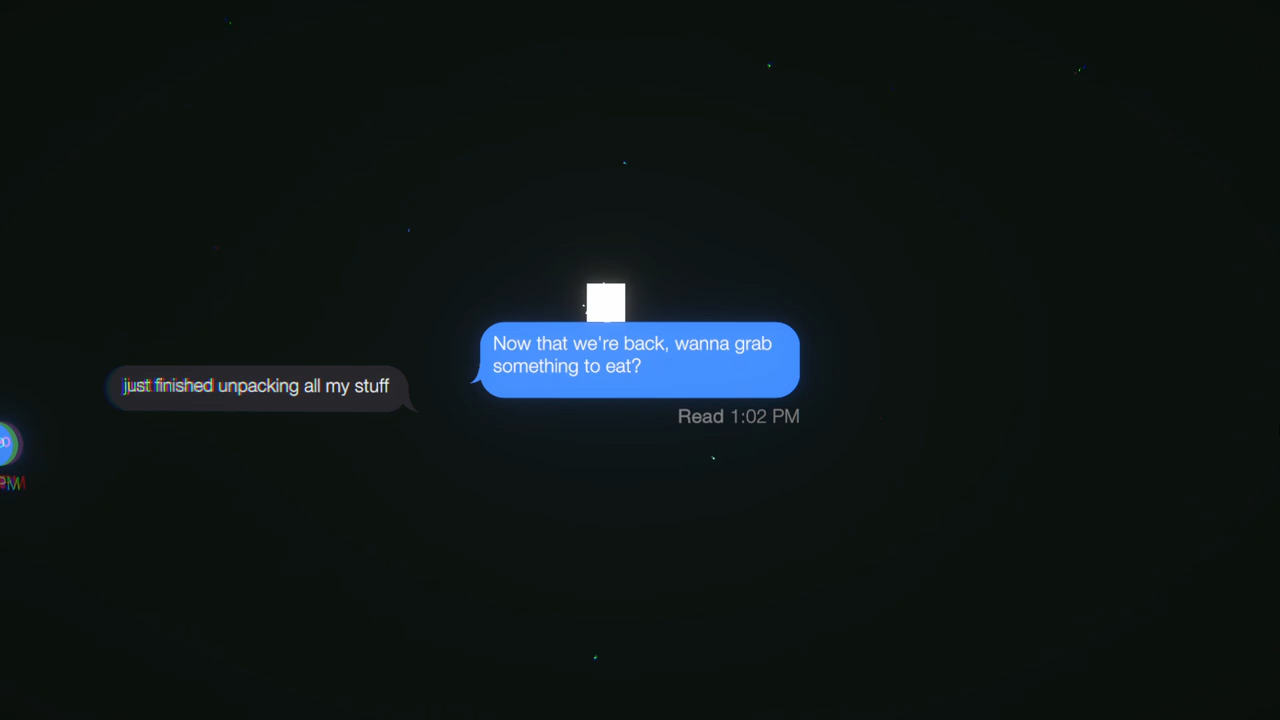 just finished unpacking all my stuff
Now that we're back, wanna grab
something to eat?
Read 1:02 PM